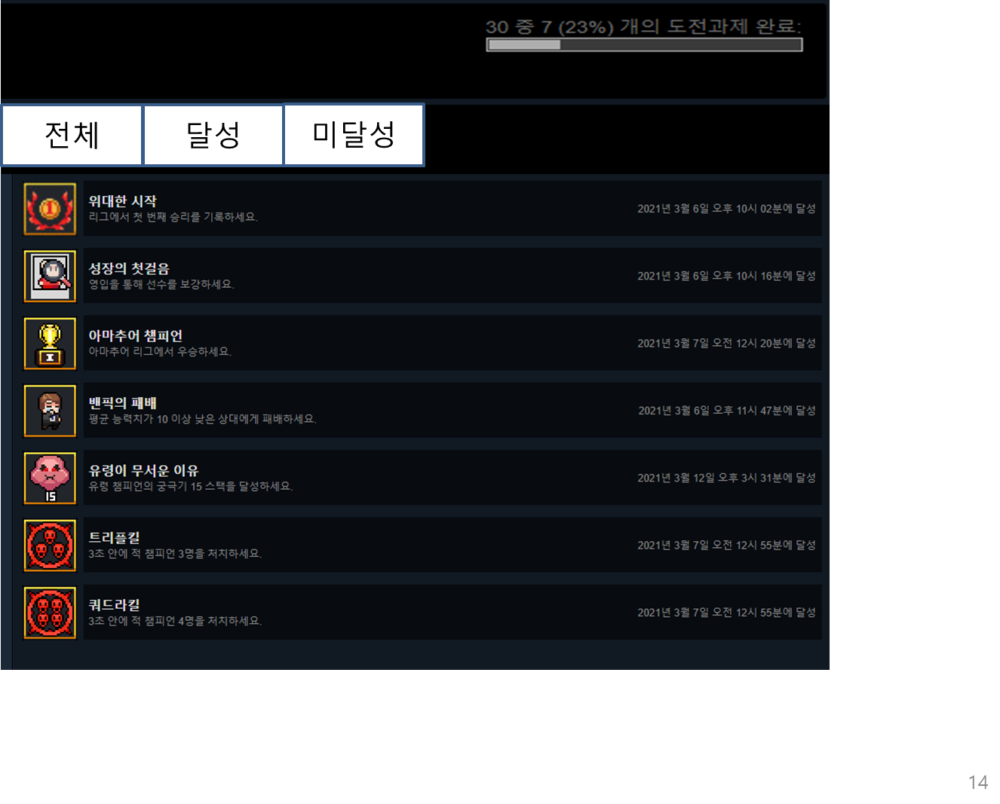 30 중 7 (23%) 개의 도전과제 완료:
전체 달성 미달성
위대한 시작
리그에서 첫 번째 승리를 기록하세요.
2021년 3월 6일 오후 10시 02분에 달성
성장의 첫걸음
영입을 통해 선수를 보강하세요.
2021년 3월 6일 오후 10시 16분에 달성
아마추어 챔피언
아마추어 리그에서 우승하세요.
2021년 3월 7일 오전 12시 20분에 달성
I
밴픽의 패배
평균 능력치가 10 이상 낮은 상대에게 패배하세요.
2021년 3월 6일 오후 11시 47분에 달성
유령이 무서운 이유
유령 챔피언의 궁극기 15 스택을 달성하세요.
2021년 3월 12일 오후 3시 31분에 달성
15
트리플킬
3초 안에 적 챔피언 3명을 처치하세요.
2021년 3월 7일 오전 12시 55분에 달성
쿼드라킬
3초 안에 적 챔피언 4명을 처치하세요.
2021년 3월 7일 오전 12시 55분에 달성
14